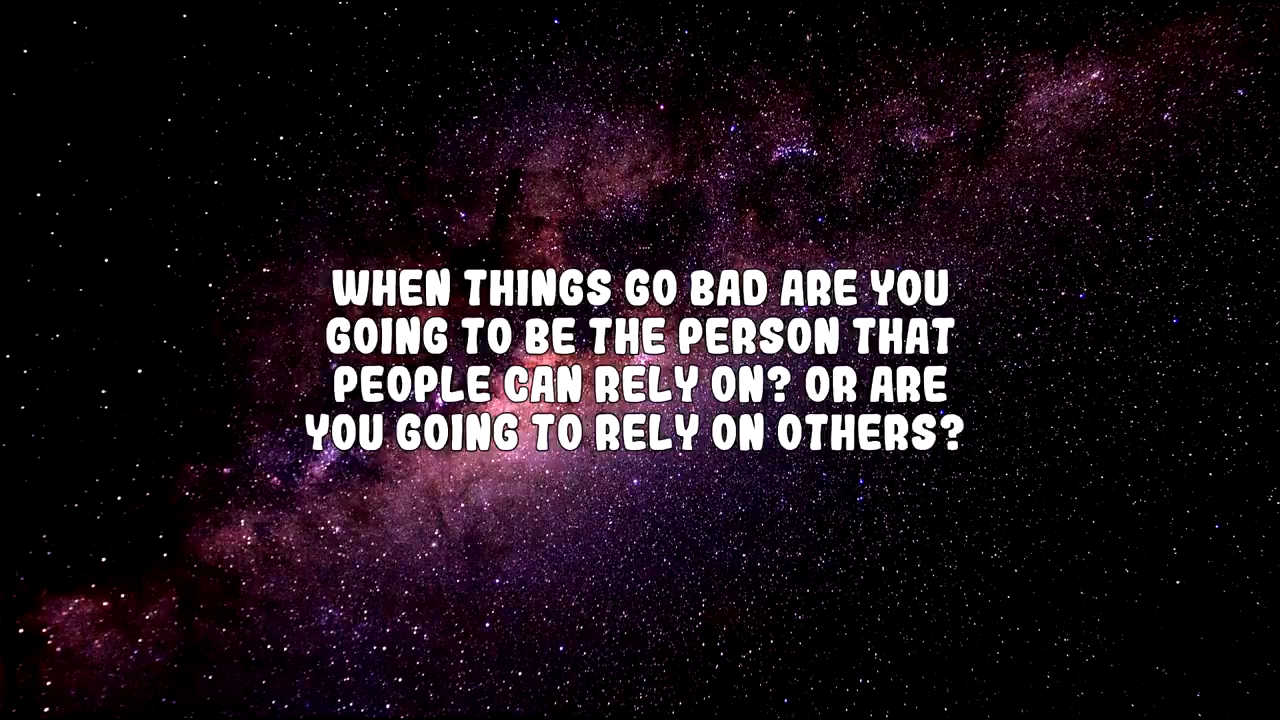 WHEN THINGS GO BAD ARE YOU
GOING TO BE THE PERSON THAT
PEOPLE CAN RELY ON? OR ARE
YOU GOING TO RELY ON OTHERS?